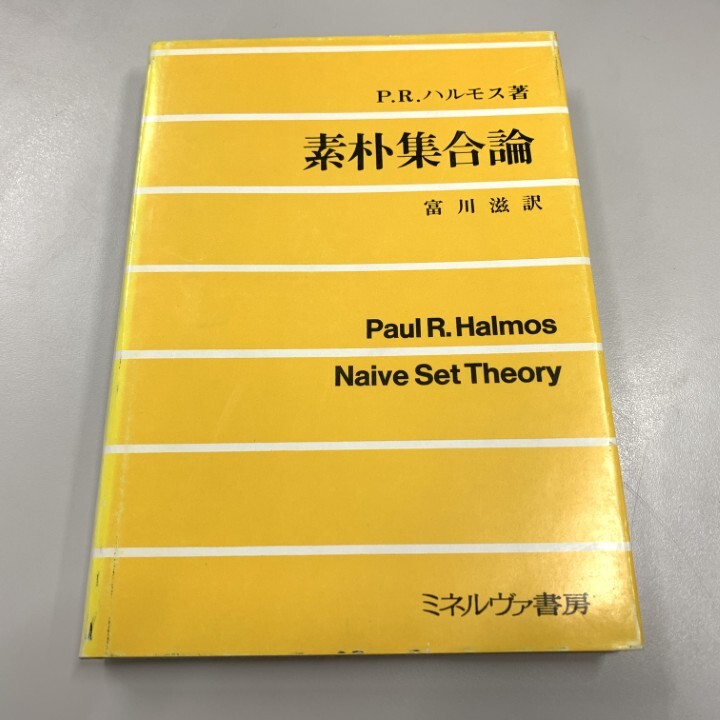 P.R.ハルモス著
素朴集合論
富川滋訳
Paul R. Halmos
Naive Set Theory
ミネルヴァ書房